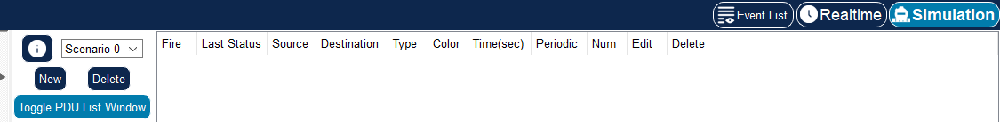 Event List Realtime Simulation
Scenario 0 Fire Last Status Source Destination Type Color Time(sec) Periodic Num Edit Delete
New Delete
Toggle PDU List Window